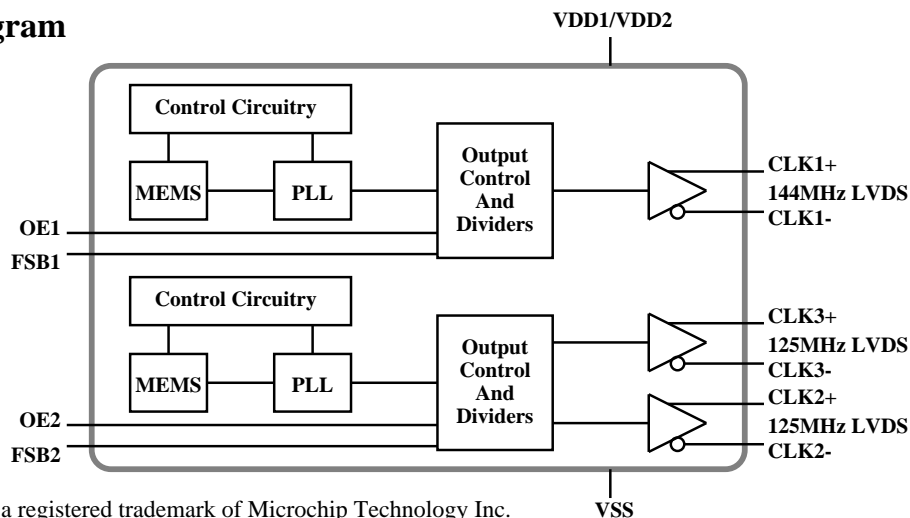 gram
VDD1/VDD2
Control Circuitry
MEMS
PLL
Output
Control
And
Dividers
CLK1+
144MHz LVDS
CLK1-
OE1
FSB1
Control Circuitry
MEMS
PLL
Output
Control
And
Dividers
CLK3+
125MHz LVDS
CLK3-
CLK2+
125MHz LVDS
CLK2-
OE2
FSB2
a registered trademark of Microchip Technology Inc.
VSS